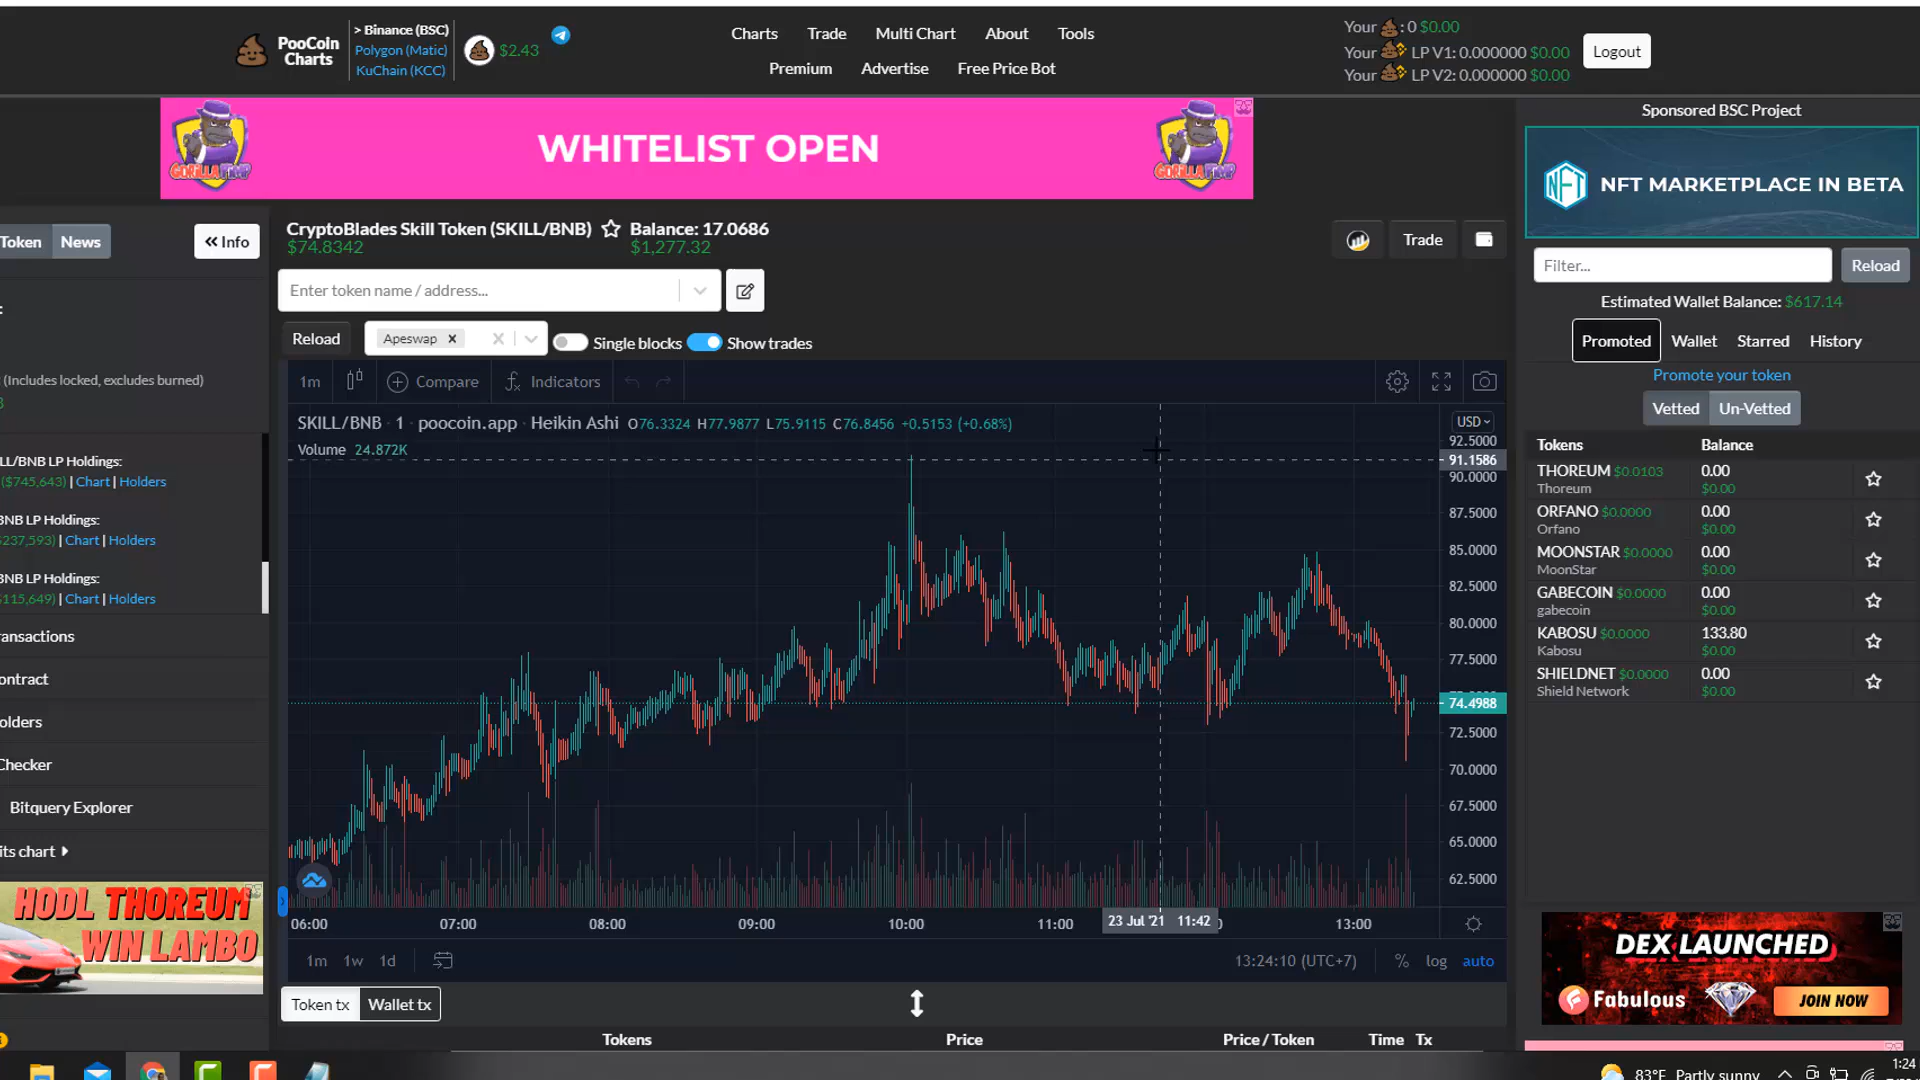 PooCoin
Charts
> Binance (BSC)
Polygon (Matic)
KuChain (KCC)
$2.43
Charts
Trade
Multi Chart
About
Tools
Premium
Advertise
Free Price Bot
Your : 0 $0.00
Your LP V1: 0.000000 $0.00
Your LP V2: 0.000000 $0.00
Logout
WHITELIST OPEN
Sponsored BSC Project
NFT MARKETPLACE IN BETA
Token
News
Info
CryptoBlades Skill Token (SKILL/BNB)
$74.8342
Balance: 17.0686
$1,277.32
Trade
Enter token name / address...
Reload
Apeswap
Single blocks
Show trades
Filter...
Reload
Estimated Wallet Balance: $617.14
Promoted
Wallet
Starred
History
Promote your token
Vetted
Un-Vetted
(Includes locked, excludes burned)
LL/BNB LP Holdings:
($745,643) | Chart | Holders
BNB LP Holdings:
$237,593) | Chart | Holders
BNB LP Holdings:
$115,649) | Chart | Holders
ransactions
ontract
olders
Checker
Bitquery Explorer
its chart
HODL THOREUM
WIN LAMBO
1m
Compare
Indicators
SKILL/BNB · 1 · poocoin.app · Heikin Ashi O76.3324 H77.9877 L75.9115 C76.8456 +0.5153 (+0.68%)
Volume 24.872K
USD
92.5000
91.1586
90.0000
87.5000
85.0000
82.5000
80.0000
77.5000
74.4988
72.5000
70.0000
67.5000
65.0000
62.5000
06:00
07:00
08:00
09:00
10:00
11:00
23 Jul '21 11:42
13:00
1m
1w
1d
13:24:10 (UTC+7)
%
log
auto
Token tx
Wallet tx
Tokens
Price
Price / Token
Time
Tx
Tokens Balance
THOREUM $0.0103 0.00
Thoreum $0.00
ORFANO $0.0000 0.00
Orfano $0.00
MOONSTAR $0.0000 0.00
MoonStar $0.00
GABECOIN $0.0000 0.00
gabecoin $0.00
KABOSU $0.0000 133.80
Kabosu $0.00
SHIELDNET $0.0000 0.00
Shield Network $0.00
DEX LAUNCHED
Fabulous
JOIN NOW
83°F Partly sunny
1:24